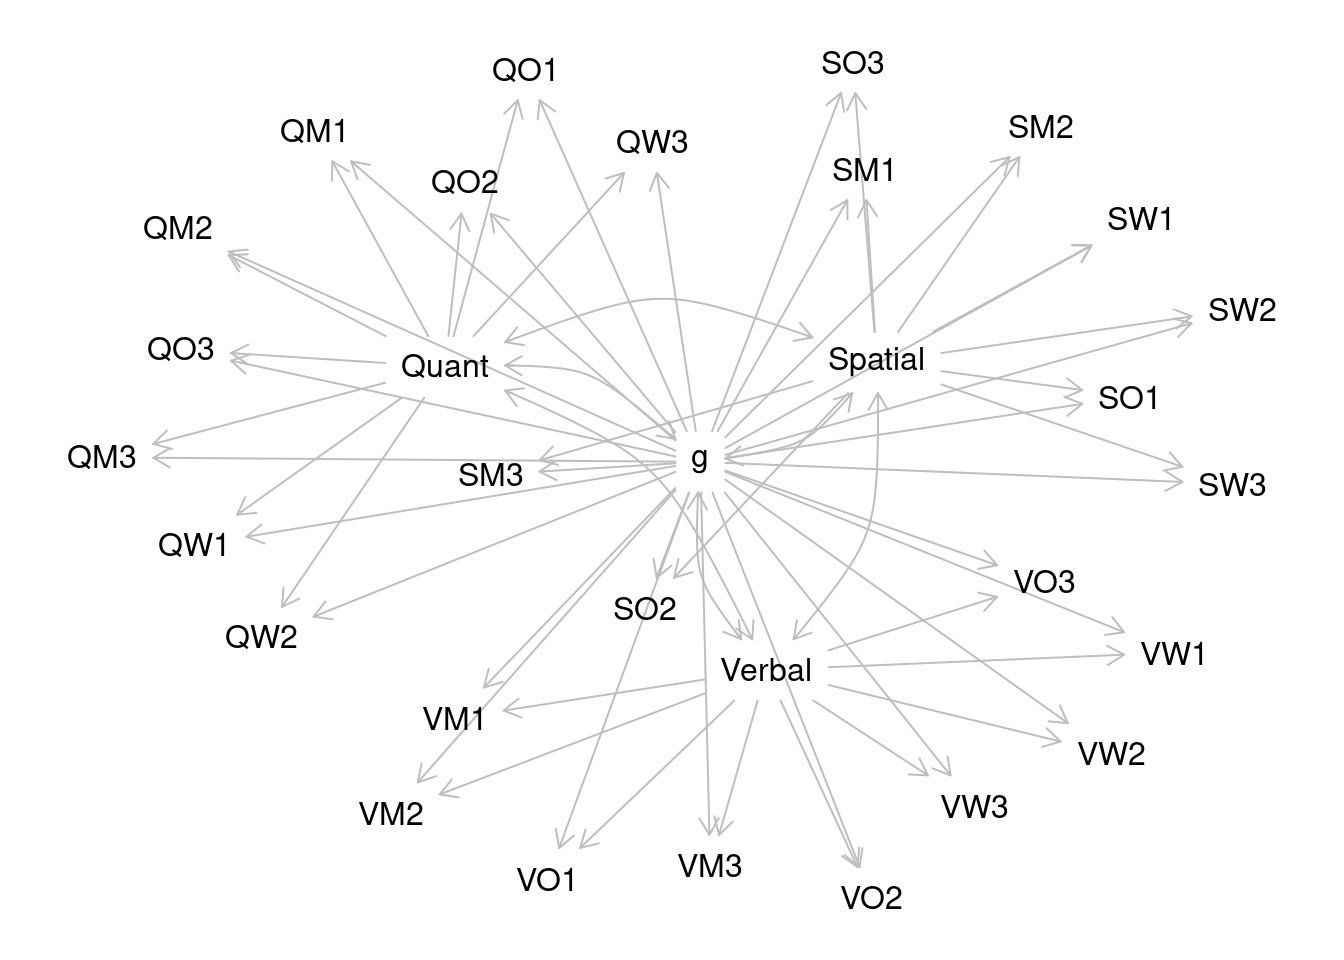 SO3
QO1
SM2
QM1
QW3
SM1
QO2
SW1
QM2
SW2
QO3
Spatial
Quant
SO1
QM3
g
SM3
SW3
QW1
VO3
SO2
QW2
VW1
Verbal
VM1
VW2
VW3
VM2
VM3
VO1
VO2